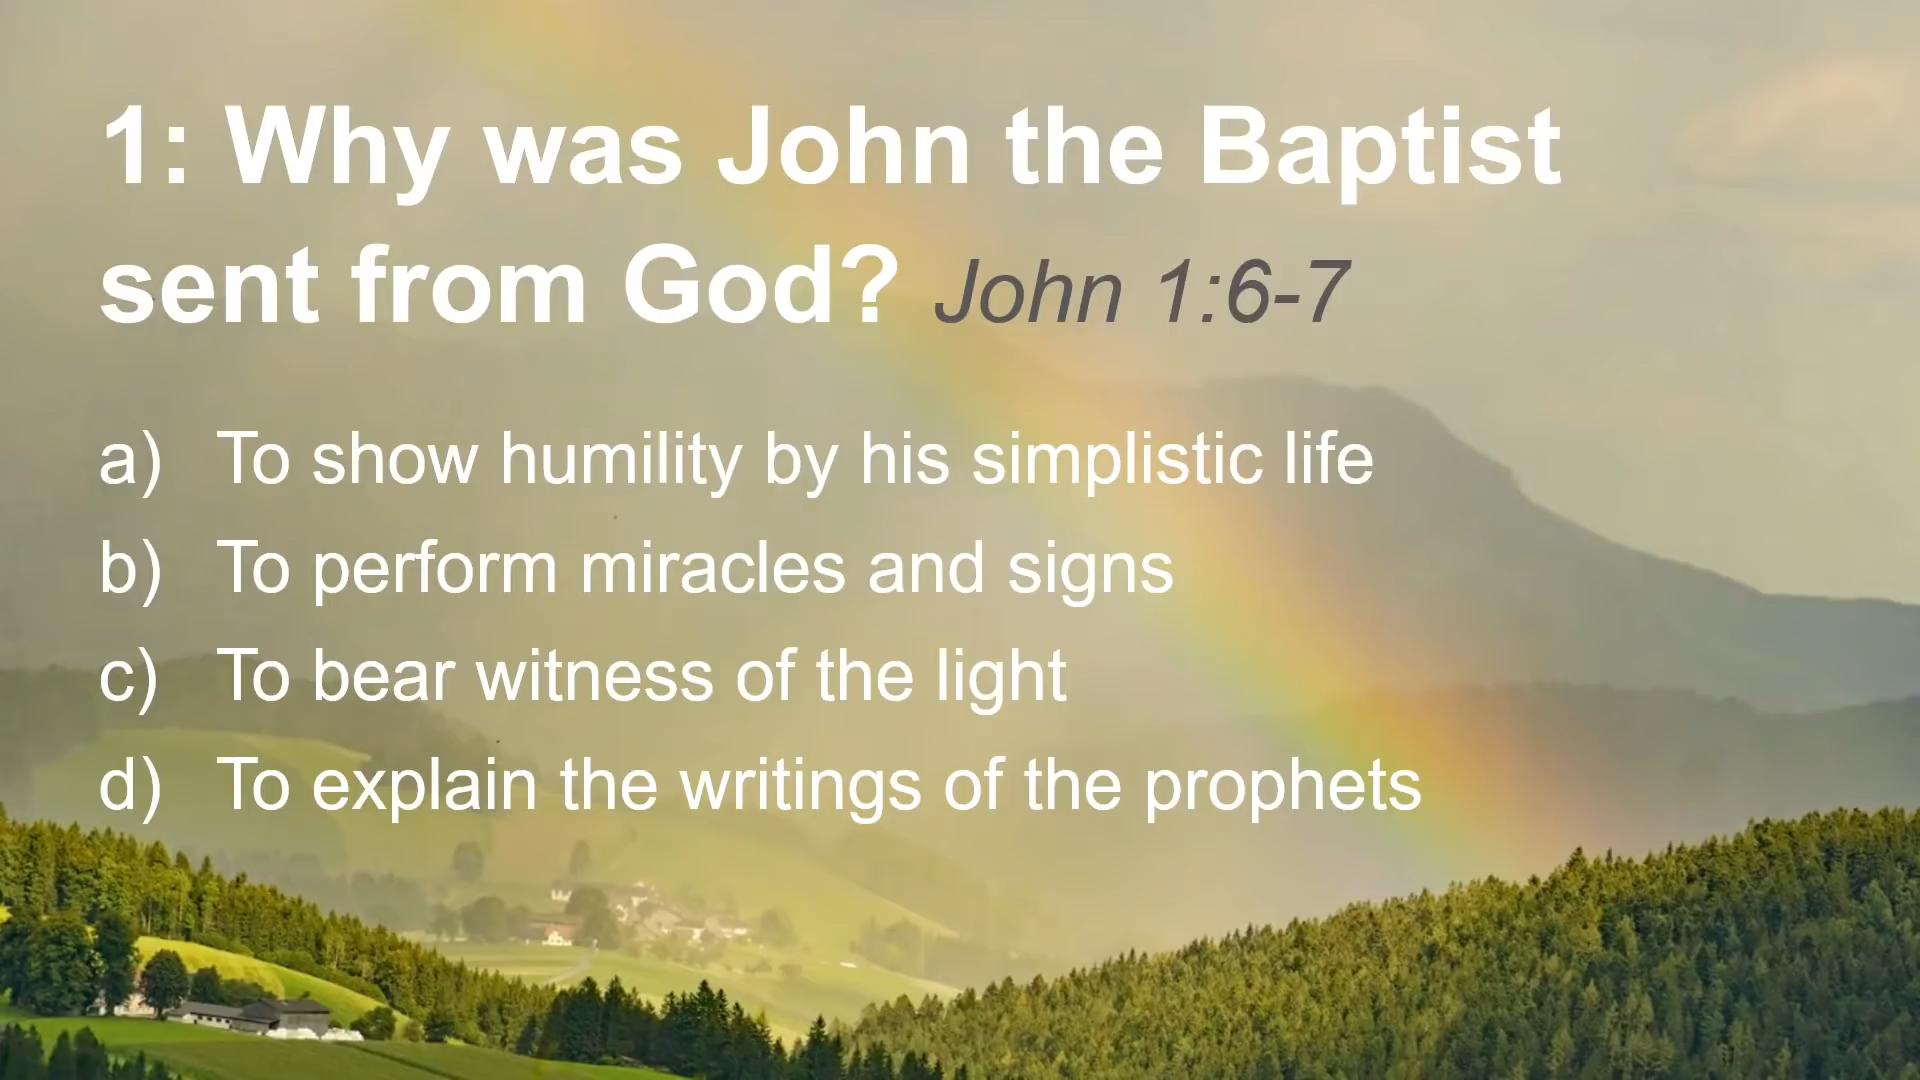 1: Why was John the Baptist
sent from God? John 1:6-7
a) To show humility by his simplistic life
b) To perform miracles and signs
c) To bear witness of the light
d) To explain the writings of the prophets